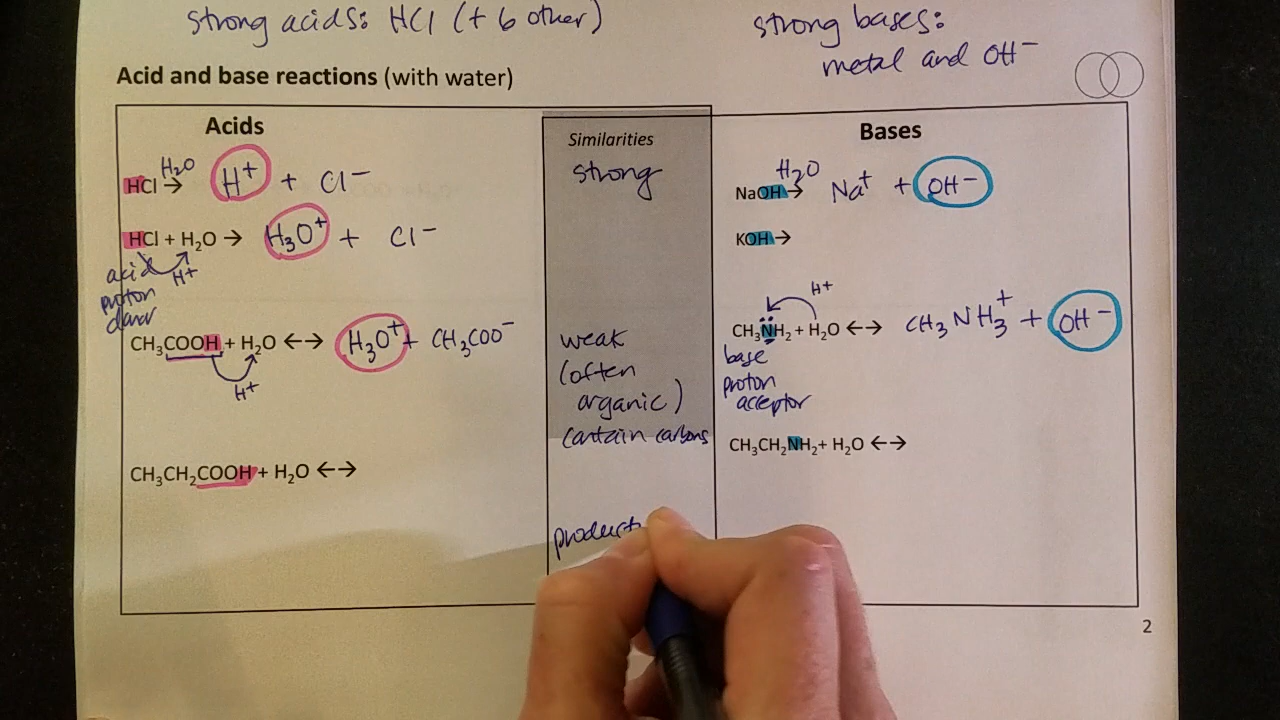 strong acids: HCl (+ 6 other)
strong bases:
metal and OH⁻
Acid and base reactions (with water)
Acids
Similarities
Bases
HCl H₂O → H⁺ + Cl⁻
strong
NaOH H₂O → Na⁺ + OH⁻
HCl + H₂O → H₃O⁺ + Cl⁻
KOH →
acid H⁺
proton
donor
H⁺
CH₃COOH + H₂O ↔ H₃O⁺ + CH₃COO⁻
H⁺
weak
(often
organic)
contain carbons
CH₃NH₂ + H₂O ↔ CH₃NH₃⁺ + OH⁻
base
proton
acceptor
CH₃CH₂NH₂ + H₂O ↔
CH₃CH₂COOH + H₂O ↔
product
2